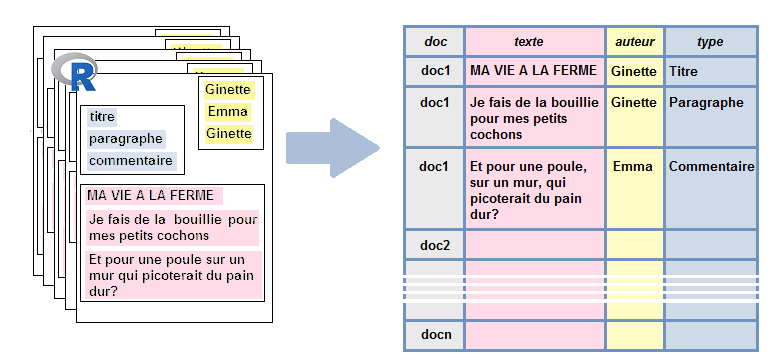 R
Ginette
Emma
Ginette
titre
paragraphe
commentaire
MA VIE A LA FERME
Je fais de la bouillie pour
mes petits cochons
Et pour une poule sur un
mur qui picoterait du pain
dur?
doc texte auteur type
doc1 MA VIE A LA FERME Ginette Titre
doc1 Je fais de la bouillie Ginette Paragraphe
pour mes petits
cochons
doc1 Et pour une poule, Emma Commentaire
sur un mur, qui
picoterait du pain
dur?
doc2
docn